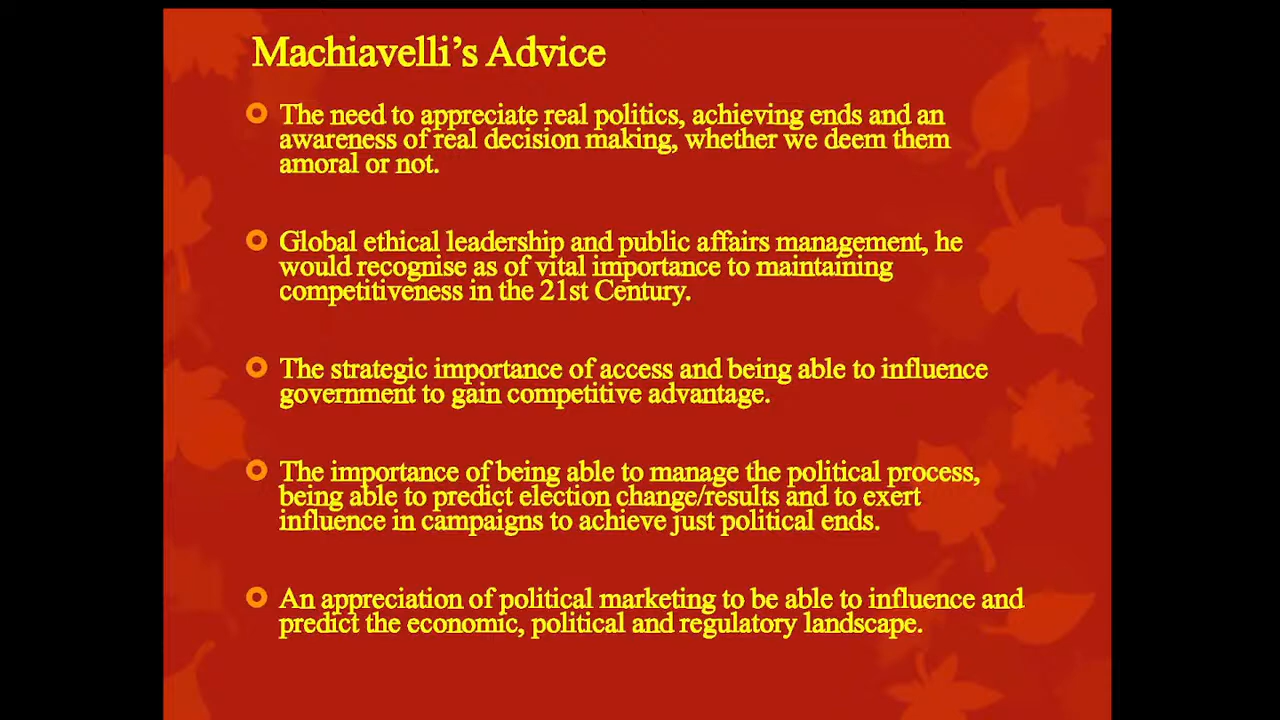 Machiavelli's Advice
The need to appreciate real politics, achieving ends and an
awareness of real decision making, whether we deem them
amoral or not.
Global ethical leadership and public affairs management, he
would recognise as of vital importance to maintaining
competitiveness in the 21st Century.
The strategic importance of access and being able to influence
government to gain competitive advantage.
The importance of being able to manage the political process,
being able to predict election change/results and to exert
influence in campaigns to achieve just political ends.
An appreciation of political marketing to be able to influence and
predict the economic, political and regulatory landscape.